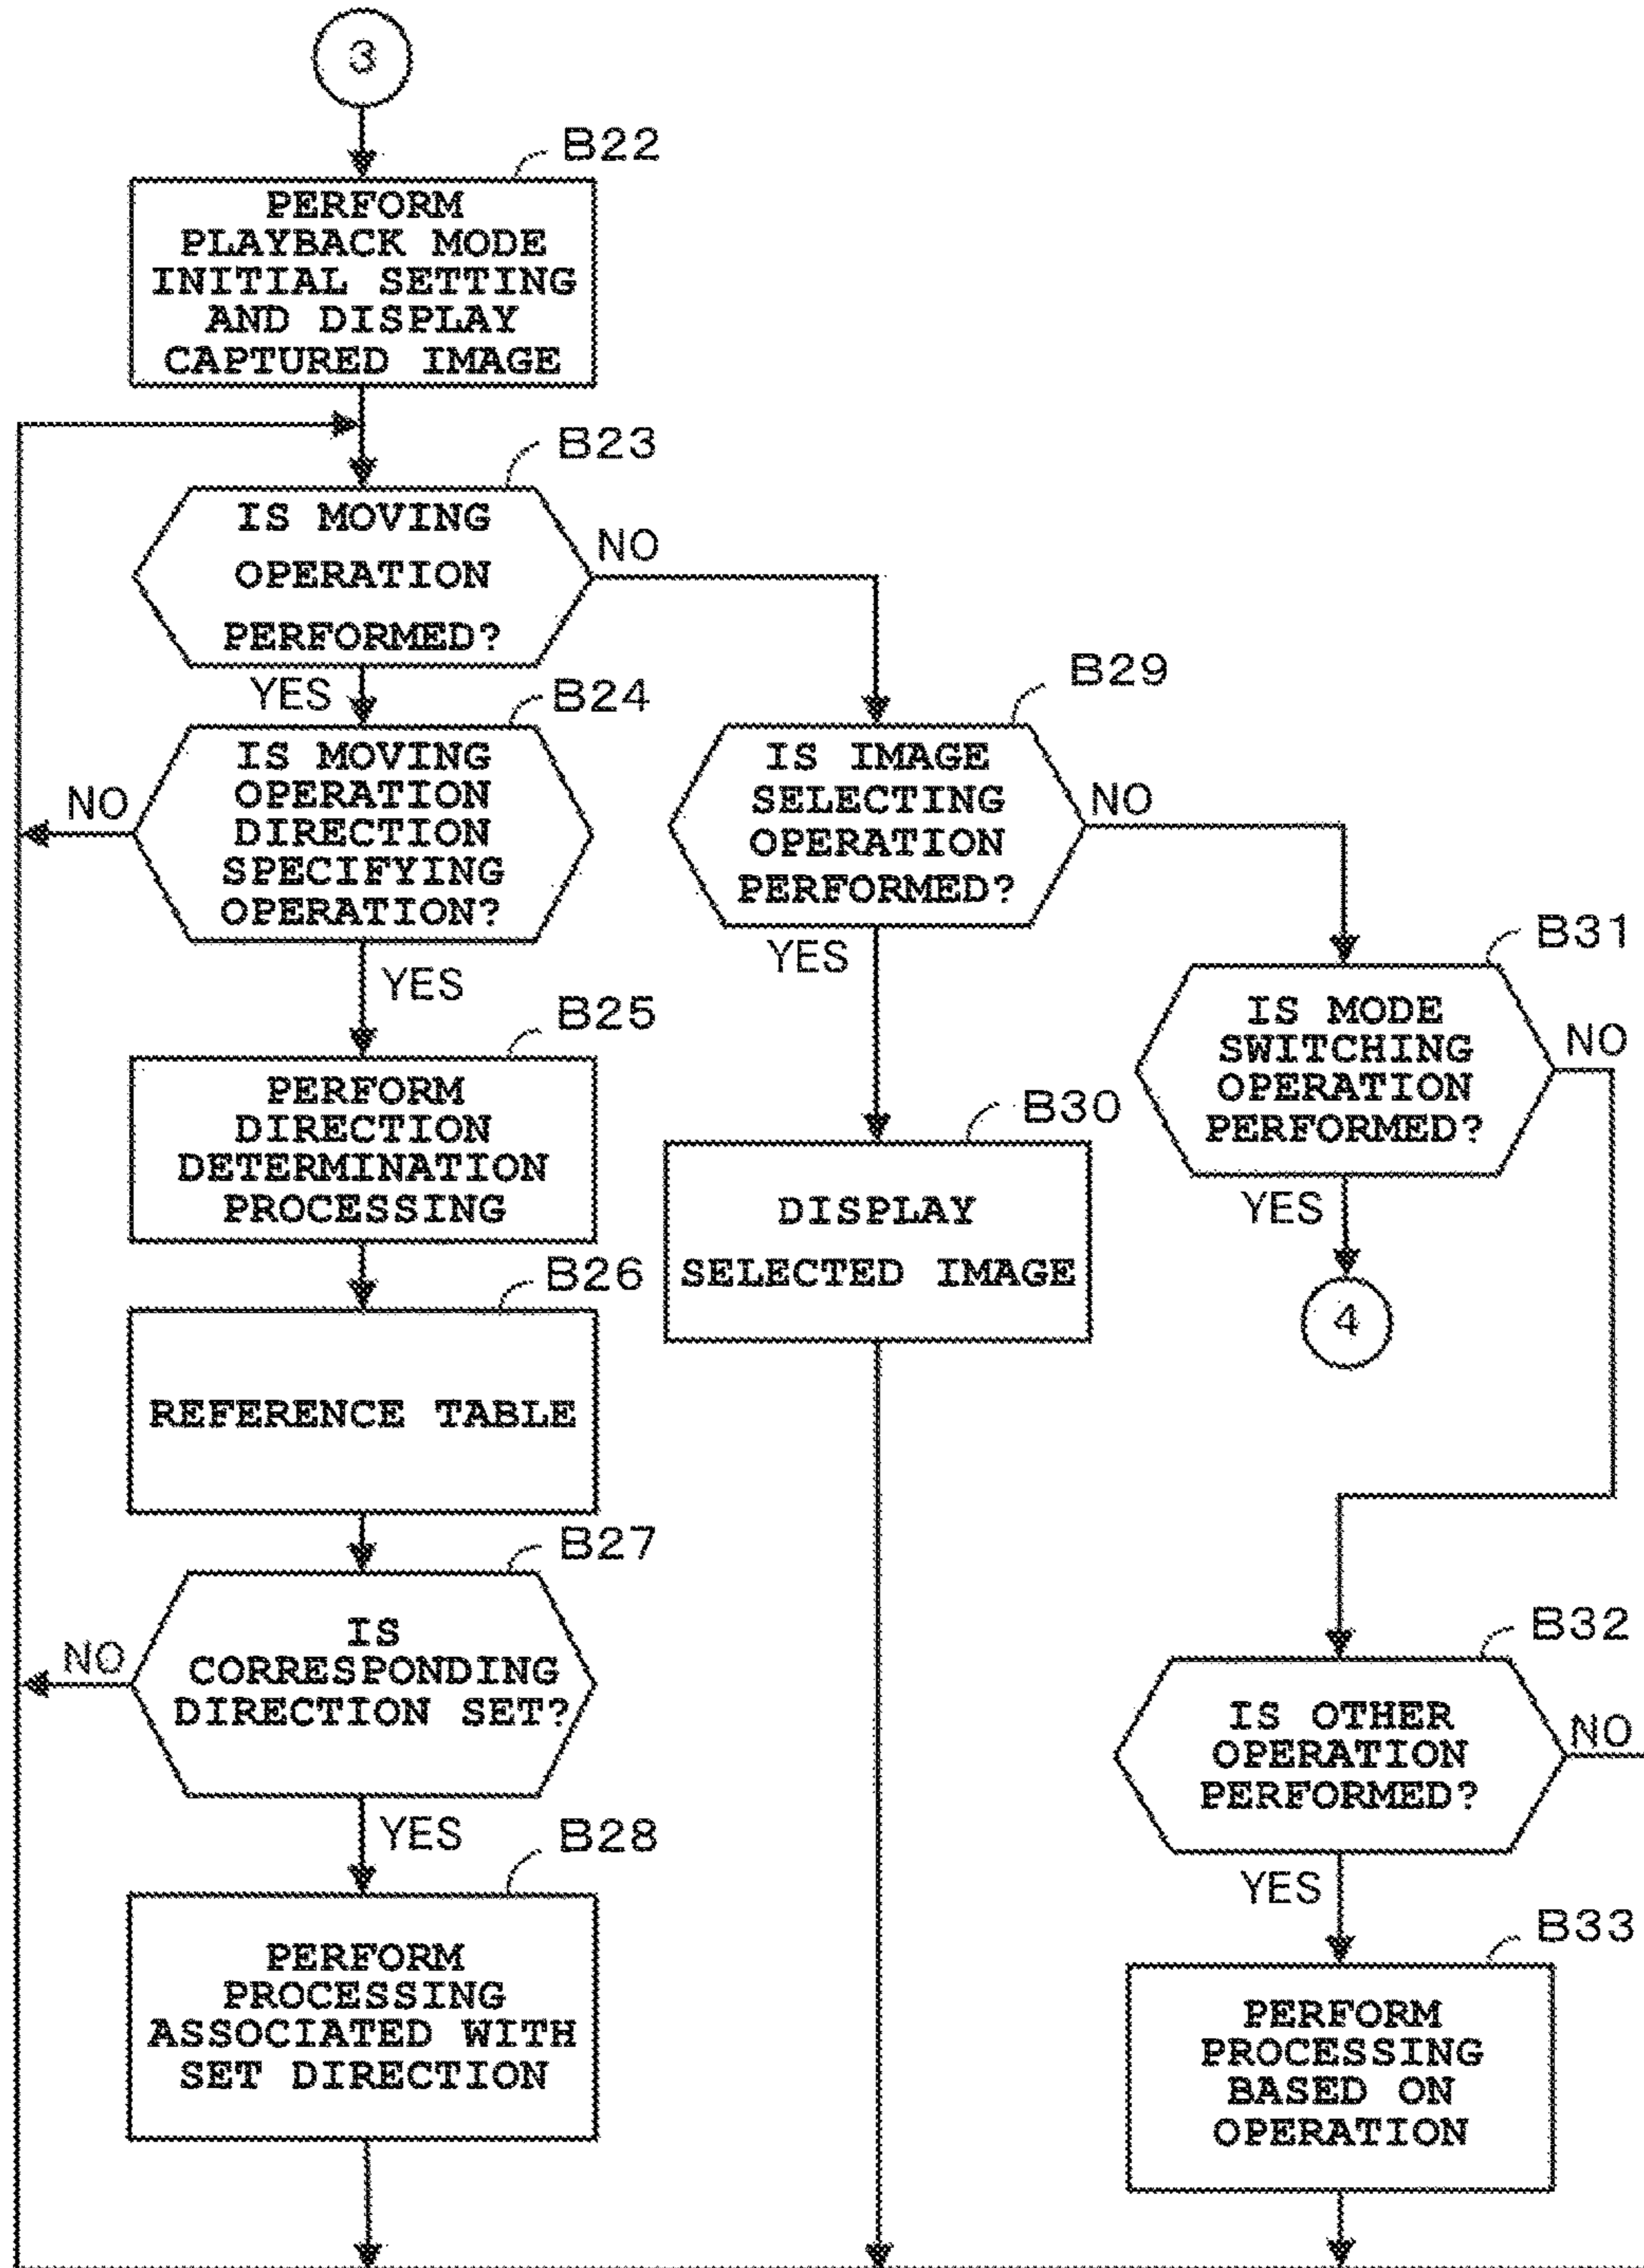 3
B22
PERFORM
PLAYBACK MODE
INITIAL SETTING
AND DISPLAY
CAPTURED IMAGE
B23
IS MOVING
OPERATION
PERFORMED?
NO
YES
B24
IS MOVING
OPERATION
DIRECTION
SPECIFYING
OPERATION?
NO
YES
B25
PERFORM
DIRECTION
DETERMINATION
PROCESSING
B26
REFERENCE TABLE
B27
IS
CORRESPONDING
DIRECTION SET?
NO
YES
B28
PERFORM
PROCESSING
ASSOCIATED WITH
SET DIRECTION
B29
IS IMAGE
SELECTING
OPERATION
PERFORMED?
NO
YES
B30
DISPLAY
SELECTED IMAGE
B31
IS MODE
SWITCHING
OPERATION
PERFORMED?
NO
YES
4
B32
IS OTHER
OPERATION
PERFORMED?
NO
YES
B33
PERFORM
PROCESSING
BASED ON
OPERATION